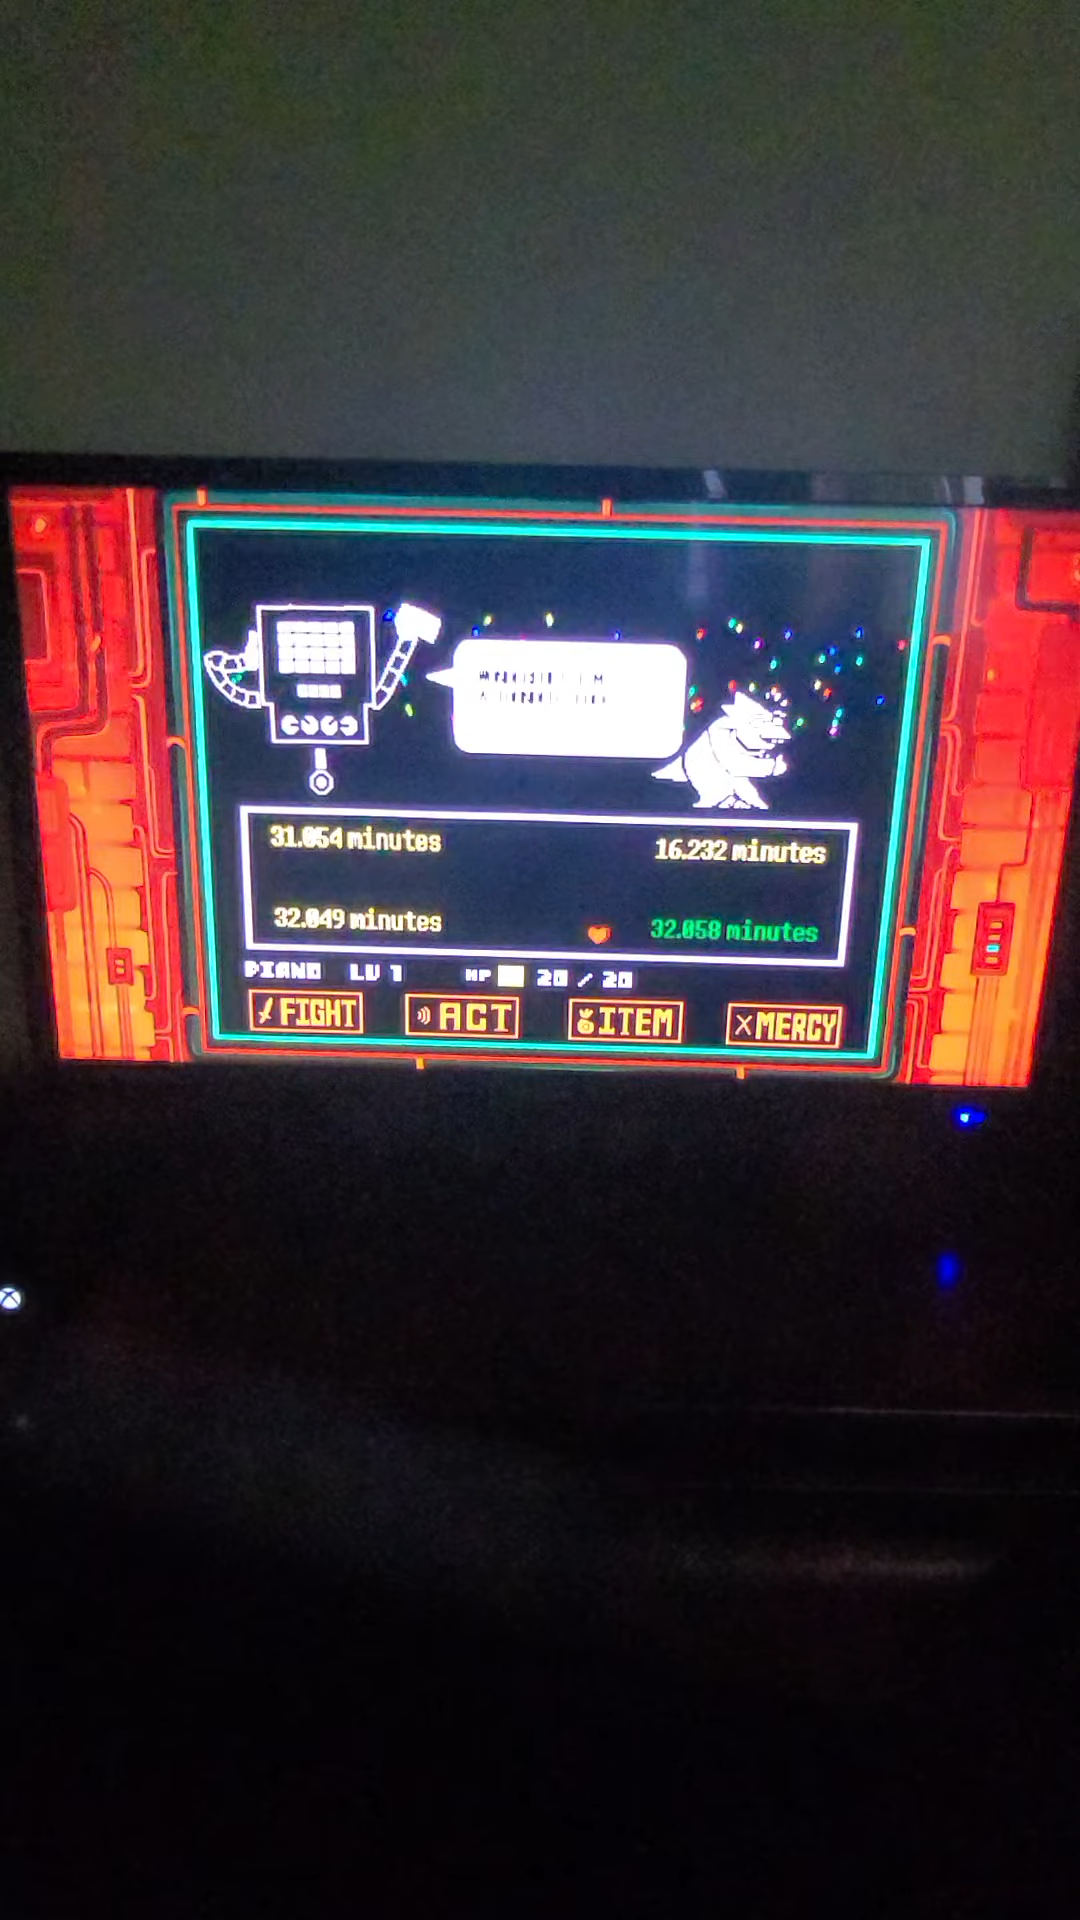 31.054 minutes
16.232 minutes
32.049 minutes
32.058 minutes
PIANO LV 1 HP 20 / 20
FIGHT ACT ITEM MERCY